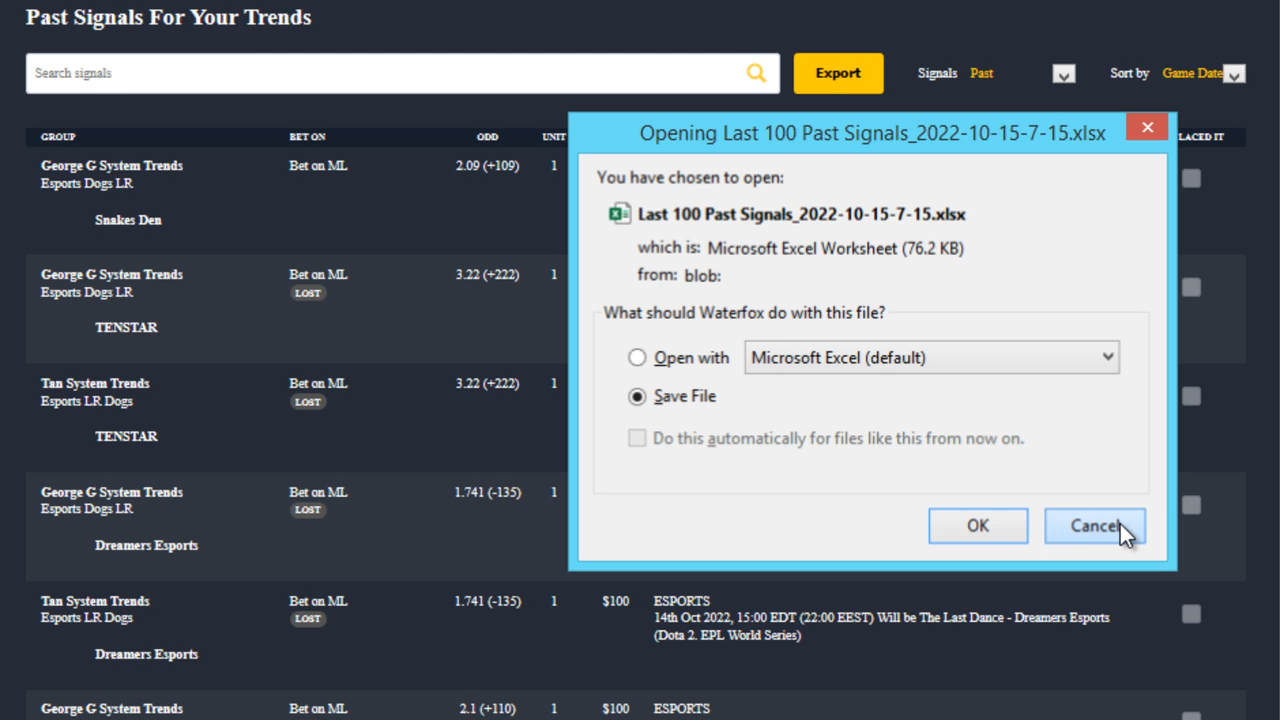 Past Signals For Your Trends
Search signals
Export
Signals Past
Sort by Game Date
GROUP BET ON ODD UNIT LACED IT
George G System Trends Bet on ML 2.09 (+109) 1
Esports Dogs LR
Snakes Den
George G System Trends Bet on ML 3.22 (+222) 1
Esports Dogs LR LOST
TENSTAR
Tan System Trends Bet on ML 3.22 (+222) 1
Esports LR Dogs LOST
TENSTAR
George G System Trends Bet on ML 1.741 (-135) 1
Esports Dogs LR LOST
Dreamers Esports
Tan System Trends Bet on ML 1.741 (-135) 1 $100 ESPORTS
Esports LR Dogs LOST 14th Oct 2022, 15:00 EDT (22:00 EEST) Will be The Last Dance - Dreamers Esports
(Dota 2. EPL World Series)
Dreamers Esports
George G System Trends Bet on ML 2.1 (+110) 1 $100 ESPORTS
Opening Last 100 Past Signals_2022-10-15-7-15.xlsx
You have chosen to open:
Last 100 Past Signals_2022-10-15-7-15.xlsx
which is: Microsoft Excel Worksheet (76.2 KB)
from: blob:
What should Waterfox do with this file?
Open with Microsoft Excel (default)
Save File
Do this automatically for files like this from now on.
OK Cancel